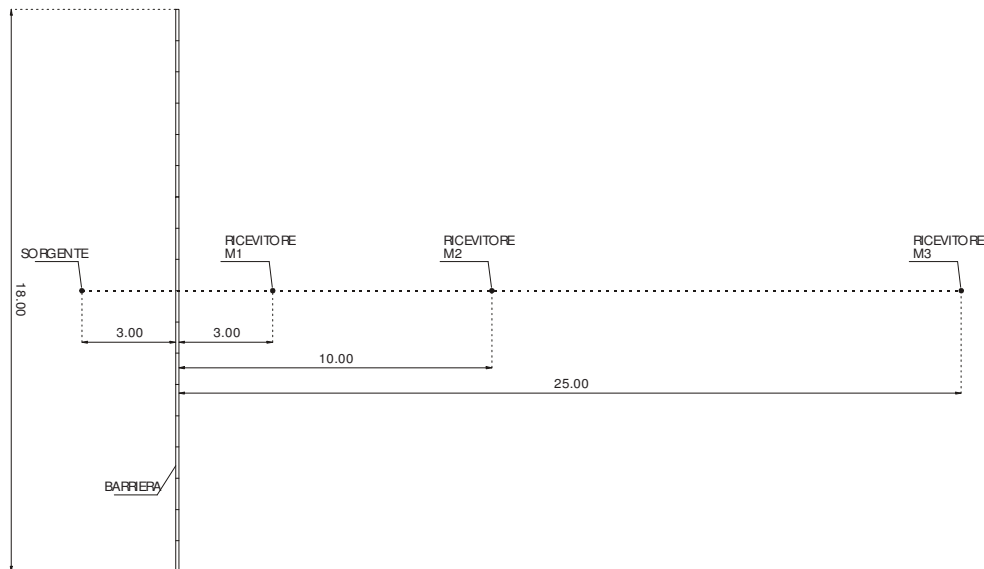 SORGENTE
RICEVITORE
M1
RICEVITORE
M2
RICEVITORE
M3
18.00
3.00
3.00
10.00
25.00
BARRIERA